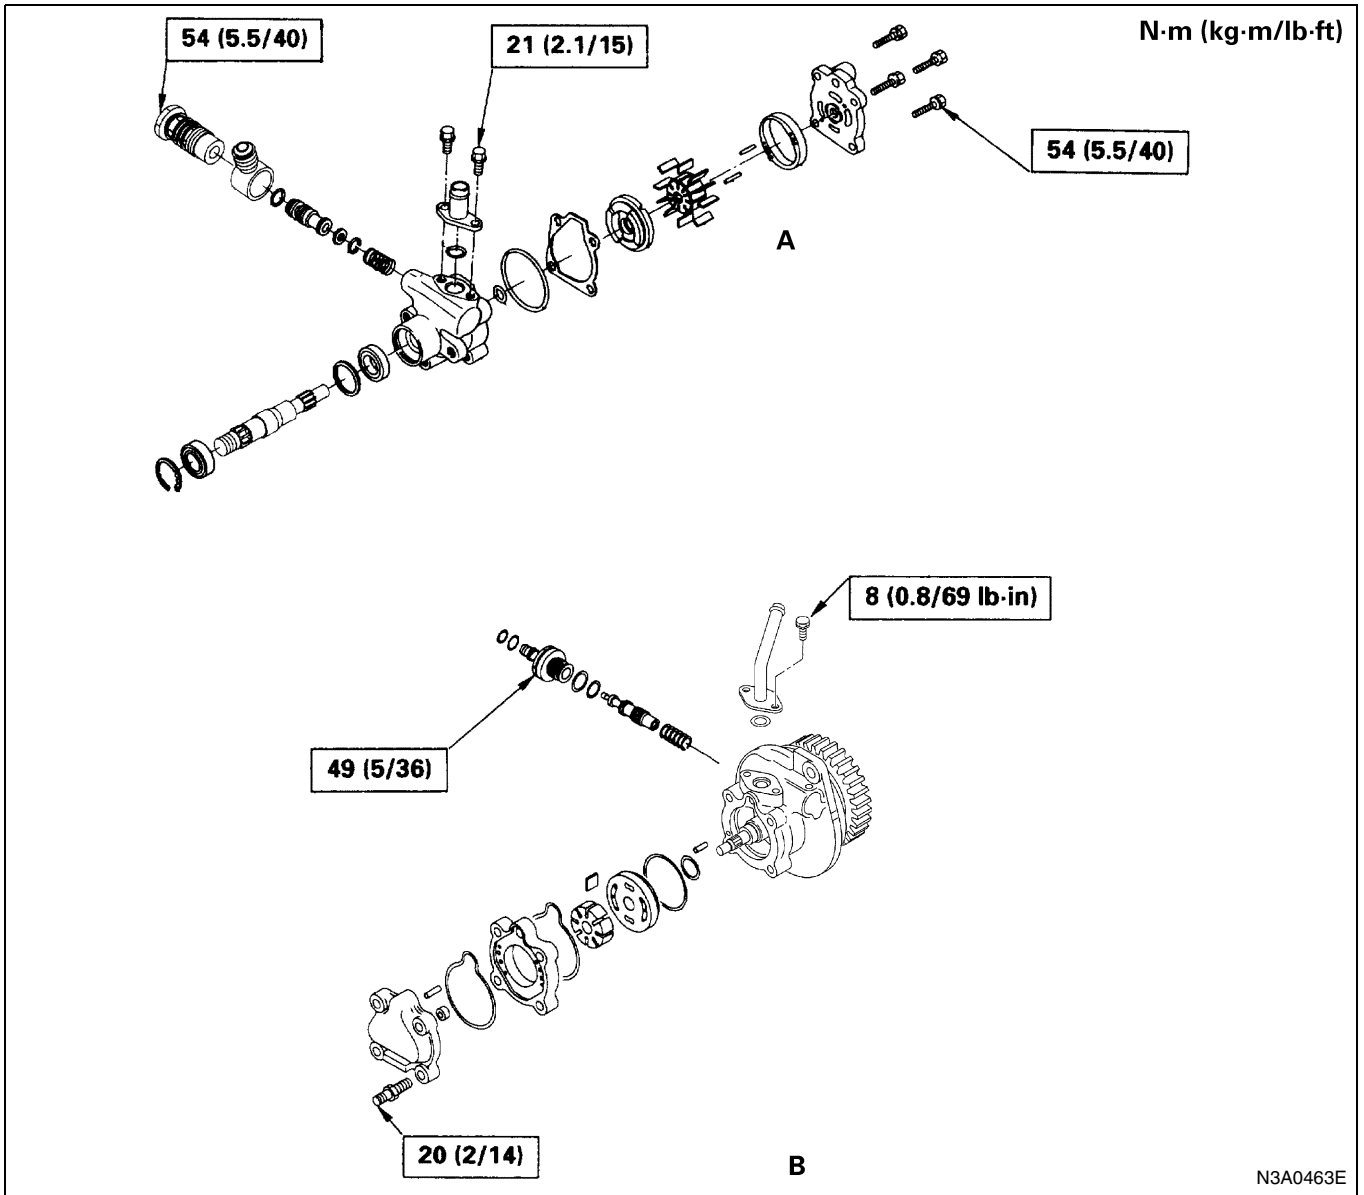 N·m (kg·m/lb·ft)
54 (5.5/40)
21 (2.1/15)
54 (5.5/40)
A
8 (0.8/69 lb·in)
49 (5/36)
20 (2/14)
B
N3A0463E